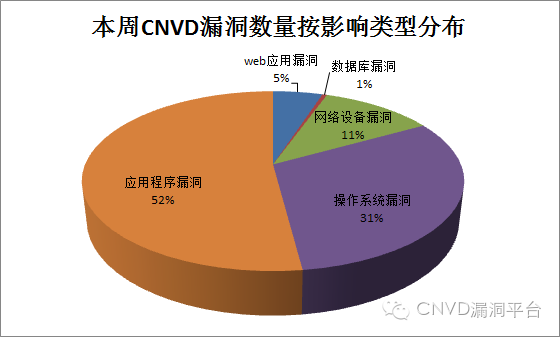 本周CNVD漏洞数量按影响类型分布
web应用漏洞
5%
数据库漏洞
1%
网络设备漏洞
11%
应用程序漏洞
52%
操作系统漏洞
31%
CNVD漏洞平台